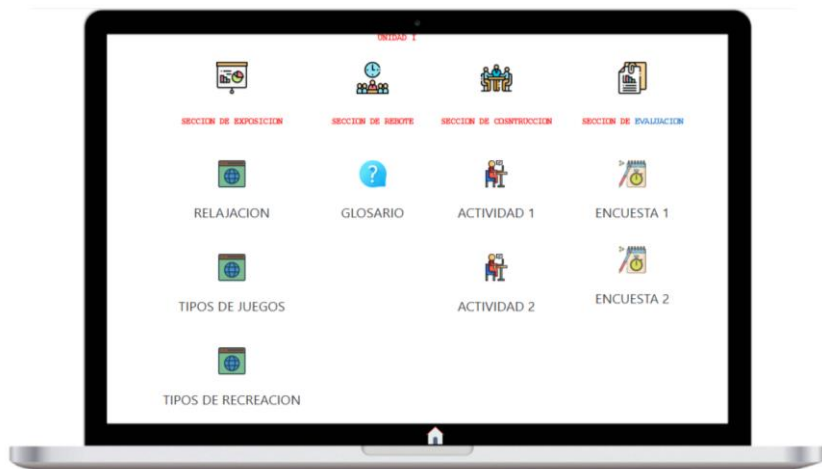 UNIDAD I
SECCION DE EXPOSICION
SECCION DE REBOTE
SECCION DE COSNTRUCCION
SECCION DE EVALUACION
RELAJACION
GLOSARIO
ACTIVIDAD 1
ENCUESTA 1
TIPOS DE JUEGOS
ACTIVIDAD 2
ENCUESTA 2
TIPOS DE RECREACION